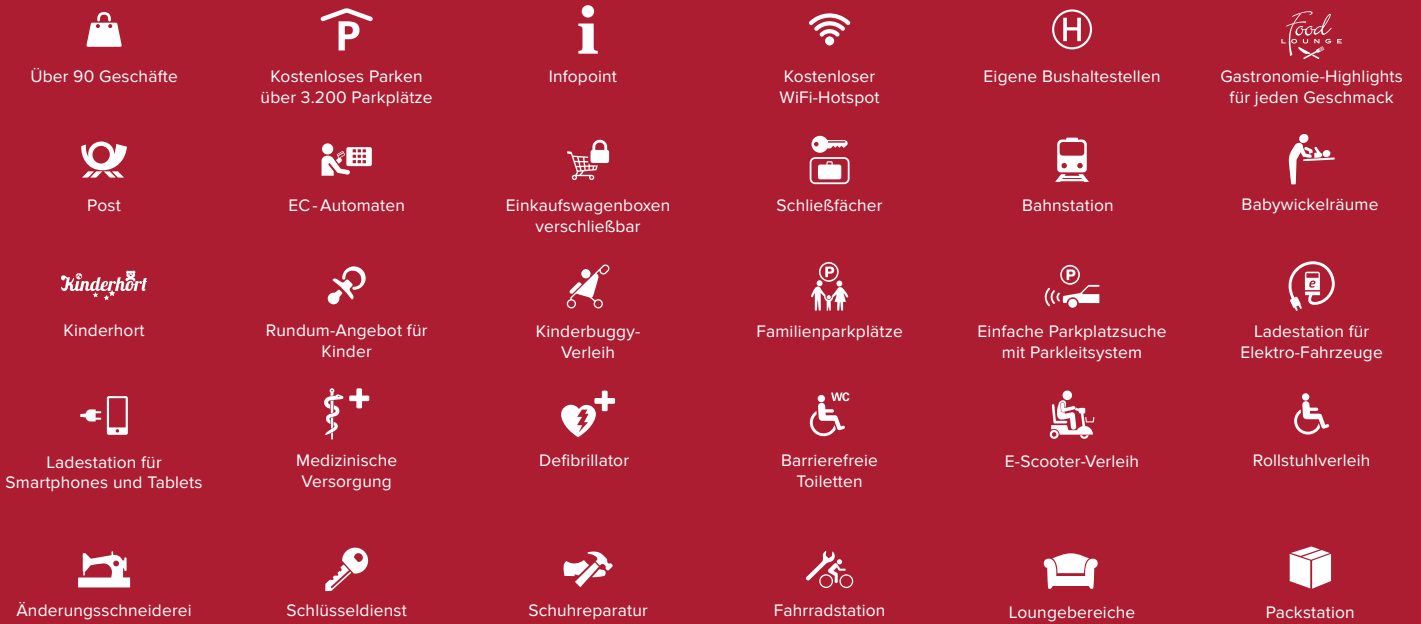 P
H
Food
LOUNGE
Über 90 Geschäfte
Kostenloses Parken
über 3.200 Parkplätze
Infopoint
Kostenloser
WiFi-Hotspot
Eigene Bushaltestellen
Gastronomie-Highlights
für jeden Geschmack
Post
EC-Automaten
Einkaufswagenboxen
verschließbar
Schließfächer
Bahnstation
Babywickelräume
Kinderhort
P
P
e
Kinderhort
Rundum-Angebot für
Kinder
Kinderbuggy-
Verleih
Familienparkplätze
Einfache Parkplatzsuche
mit Parkleitsystem
Ladestation für
Elektro-Fahrzeuge
WC
Ladestation für
Smartphones und Tablets
Medizinische
Versorgung
Defibrillator
Barrierefreie
Toiletten
E-Scooter-Verleih
Rollstuhlverleih
Änderungsschneiderei
Schlüsseldienst
Schuhreparatur
Fahrradstation
Loungebereiche
Packstation